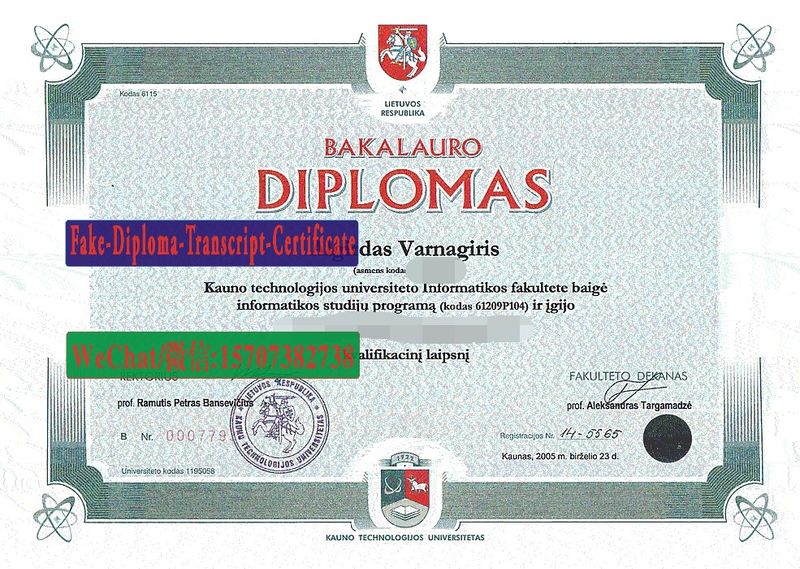 Kodas 6115
LIETUVOS
RESPUBLIKA
BAKALAURO
DIPLOMAS
Fake-Diploma-Transcript-Certificate
das Varnagiris
(asmens kodas
Kauno technologijos universiteto Informatikos fakultete baigė
informatikos studijų programą (kodas 61209P104) ir įgijo
WeChat/微信:15707382738
valifikacinį laipsnį
REKTORIUS
FAKULTETO DEKANAS
prof. Ramutis Petras Bansevičius
prof. Aleksandras Targamadzė
LIETUVOS RESPUBLIKA
KAUNO TECHNOLOGIJOS UNIVERSITETAS
B Nr. 000779
Registracijos Nr. 14-5565
Kaunas, 2005 m. birželio 23 d.
Universiteto kodas 1195058
1922
KAUNO TECHNOLOGIJOS UNIVERSITETAS